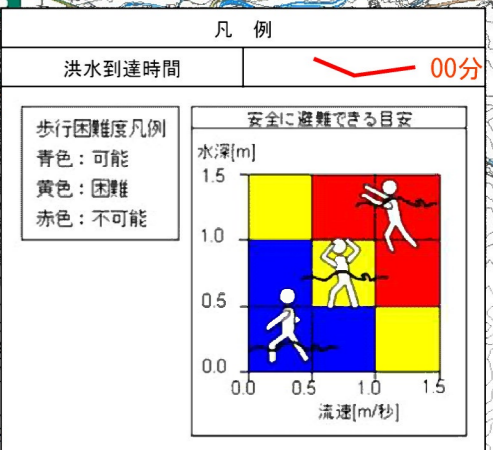 凡 例
洪水到達時間
00分
歩行困難度凡例
青色：可能
黄色：困難
赤色：不可能
安全に避難できる目安
水深[m]
1.5
1.0
0.5
0.0
0.0 0.5 1.0 1.5
流速[m/秒]